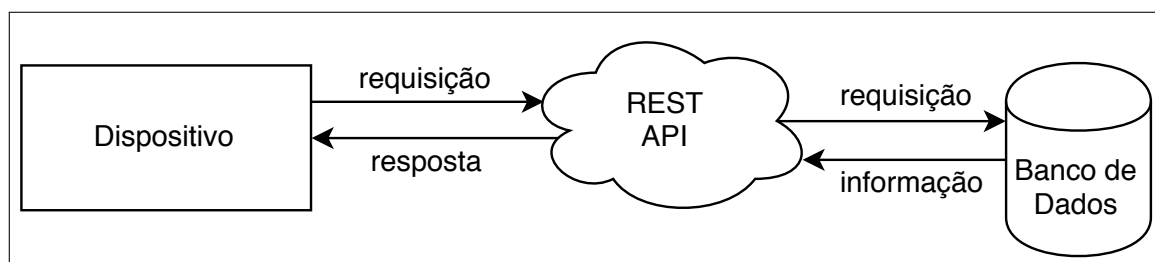 Dispositivo
requisição
resposta
REST
API
requisição
informação
Banco de
Dados